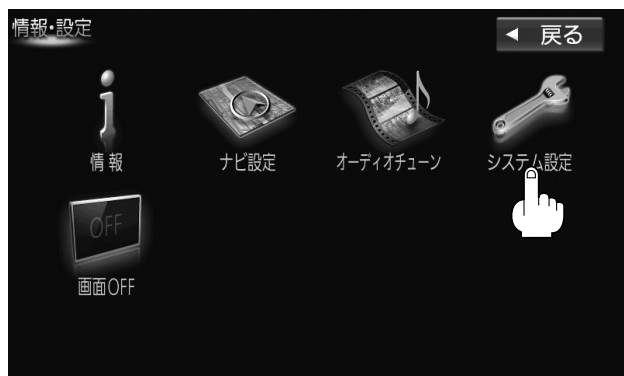 情報・設定
◀ 戻る
情報
ナビ設定
オーディオチューン
システム設定
OFF
画面OFF